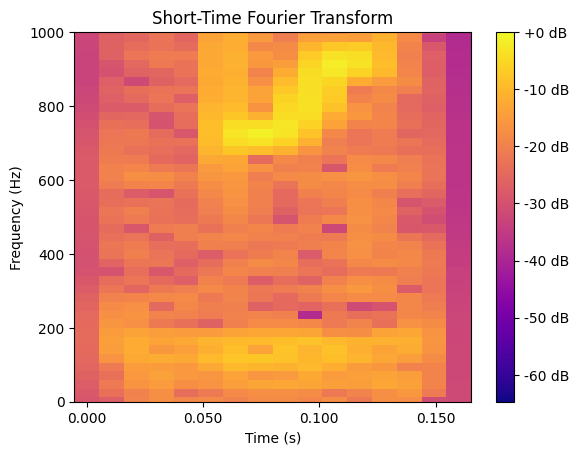 Short-Time Fourier Transform
1000
800
600
400
200
0
Frequency (Hz)
0.000
0.050
0.100
0.150
Time (s)
+0 dB
-10 dB
-20 dB
-30 dB
-40 dB
-50 dB
-60 dB